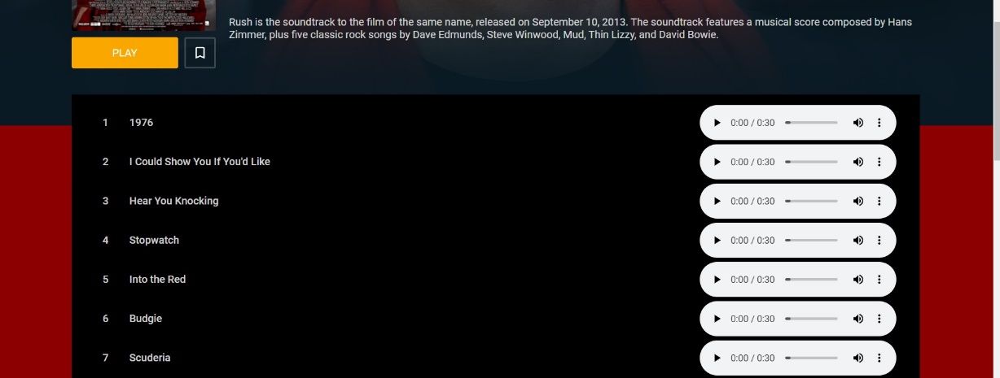 Rush is the soundtrack to the film of the same name, released on September 10, 2013. The soundtrack features a musical score composed by Hans
Zimmer, plus five classic rock songs by Dave Edmunds, Steve Winwood, Mud, Thin Lizzy, and David Bowie.
PLAY
1 1976 0:00 / 0:30
2 I Could Show You If You'd Like 0:00 / 0:30
3 Hear You Knocking 0:00 / 0:30
4 Stopwatch 0:00 / 0:30
5 Into the Red 0:00 / 0:30
6 Budgie 0:00 / 0:30
7 Scuderia 0:00 / 0:30